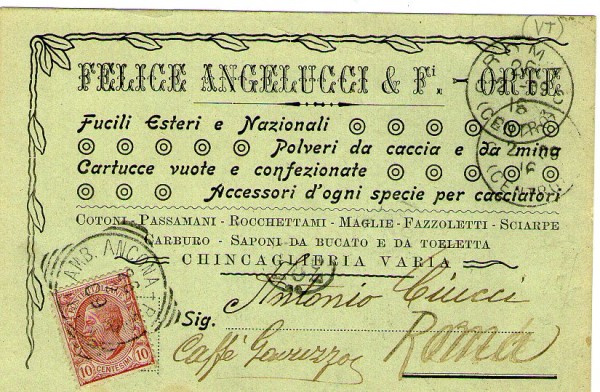 (VT)
FELICE ANGELUCCI & F.ti - ORTE
Fucili Esteri e Nazionali
Polveri da caccia e da mina
Cartucce vuote e confezionate
Accessori d'ogni specie per cacciatori
COTONI - PASSAMANI - ROCCHETTAMI - MAGLIE - FAZZOLETTI - SCIARPE
CARBURO - SAPONI DA BUCATO E DA TOELETTA
CHINCAGLIERIA VARIA
AMB. ANCONA
10 CENTESIMI 10
Antonio Ciucci
Sig.
Caffè
Roma